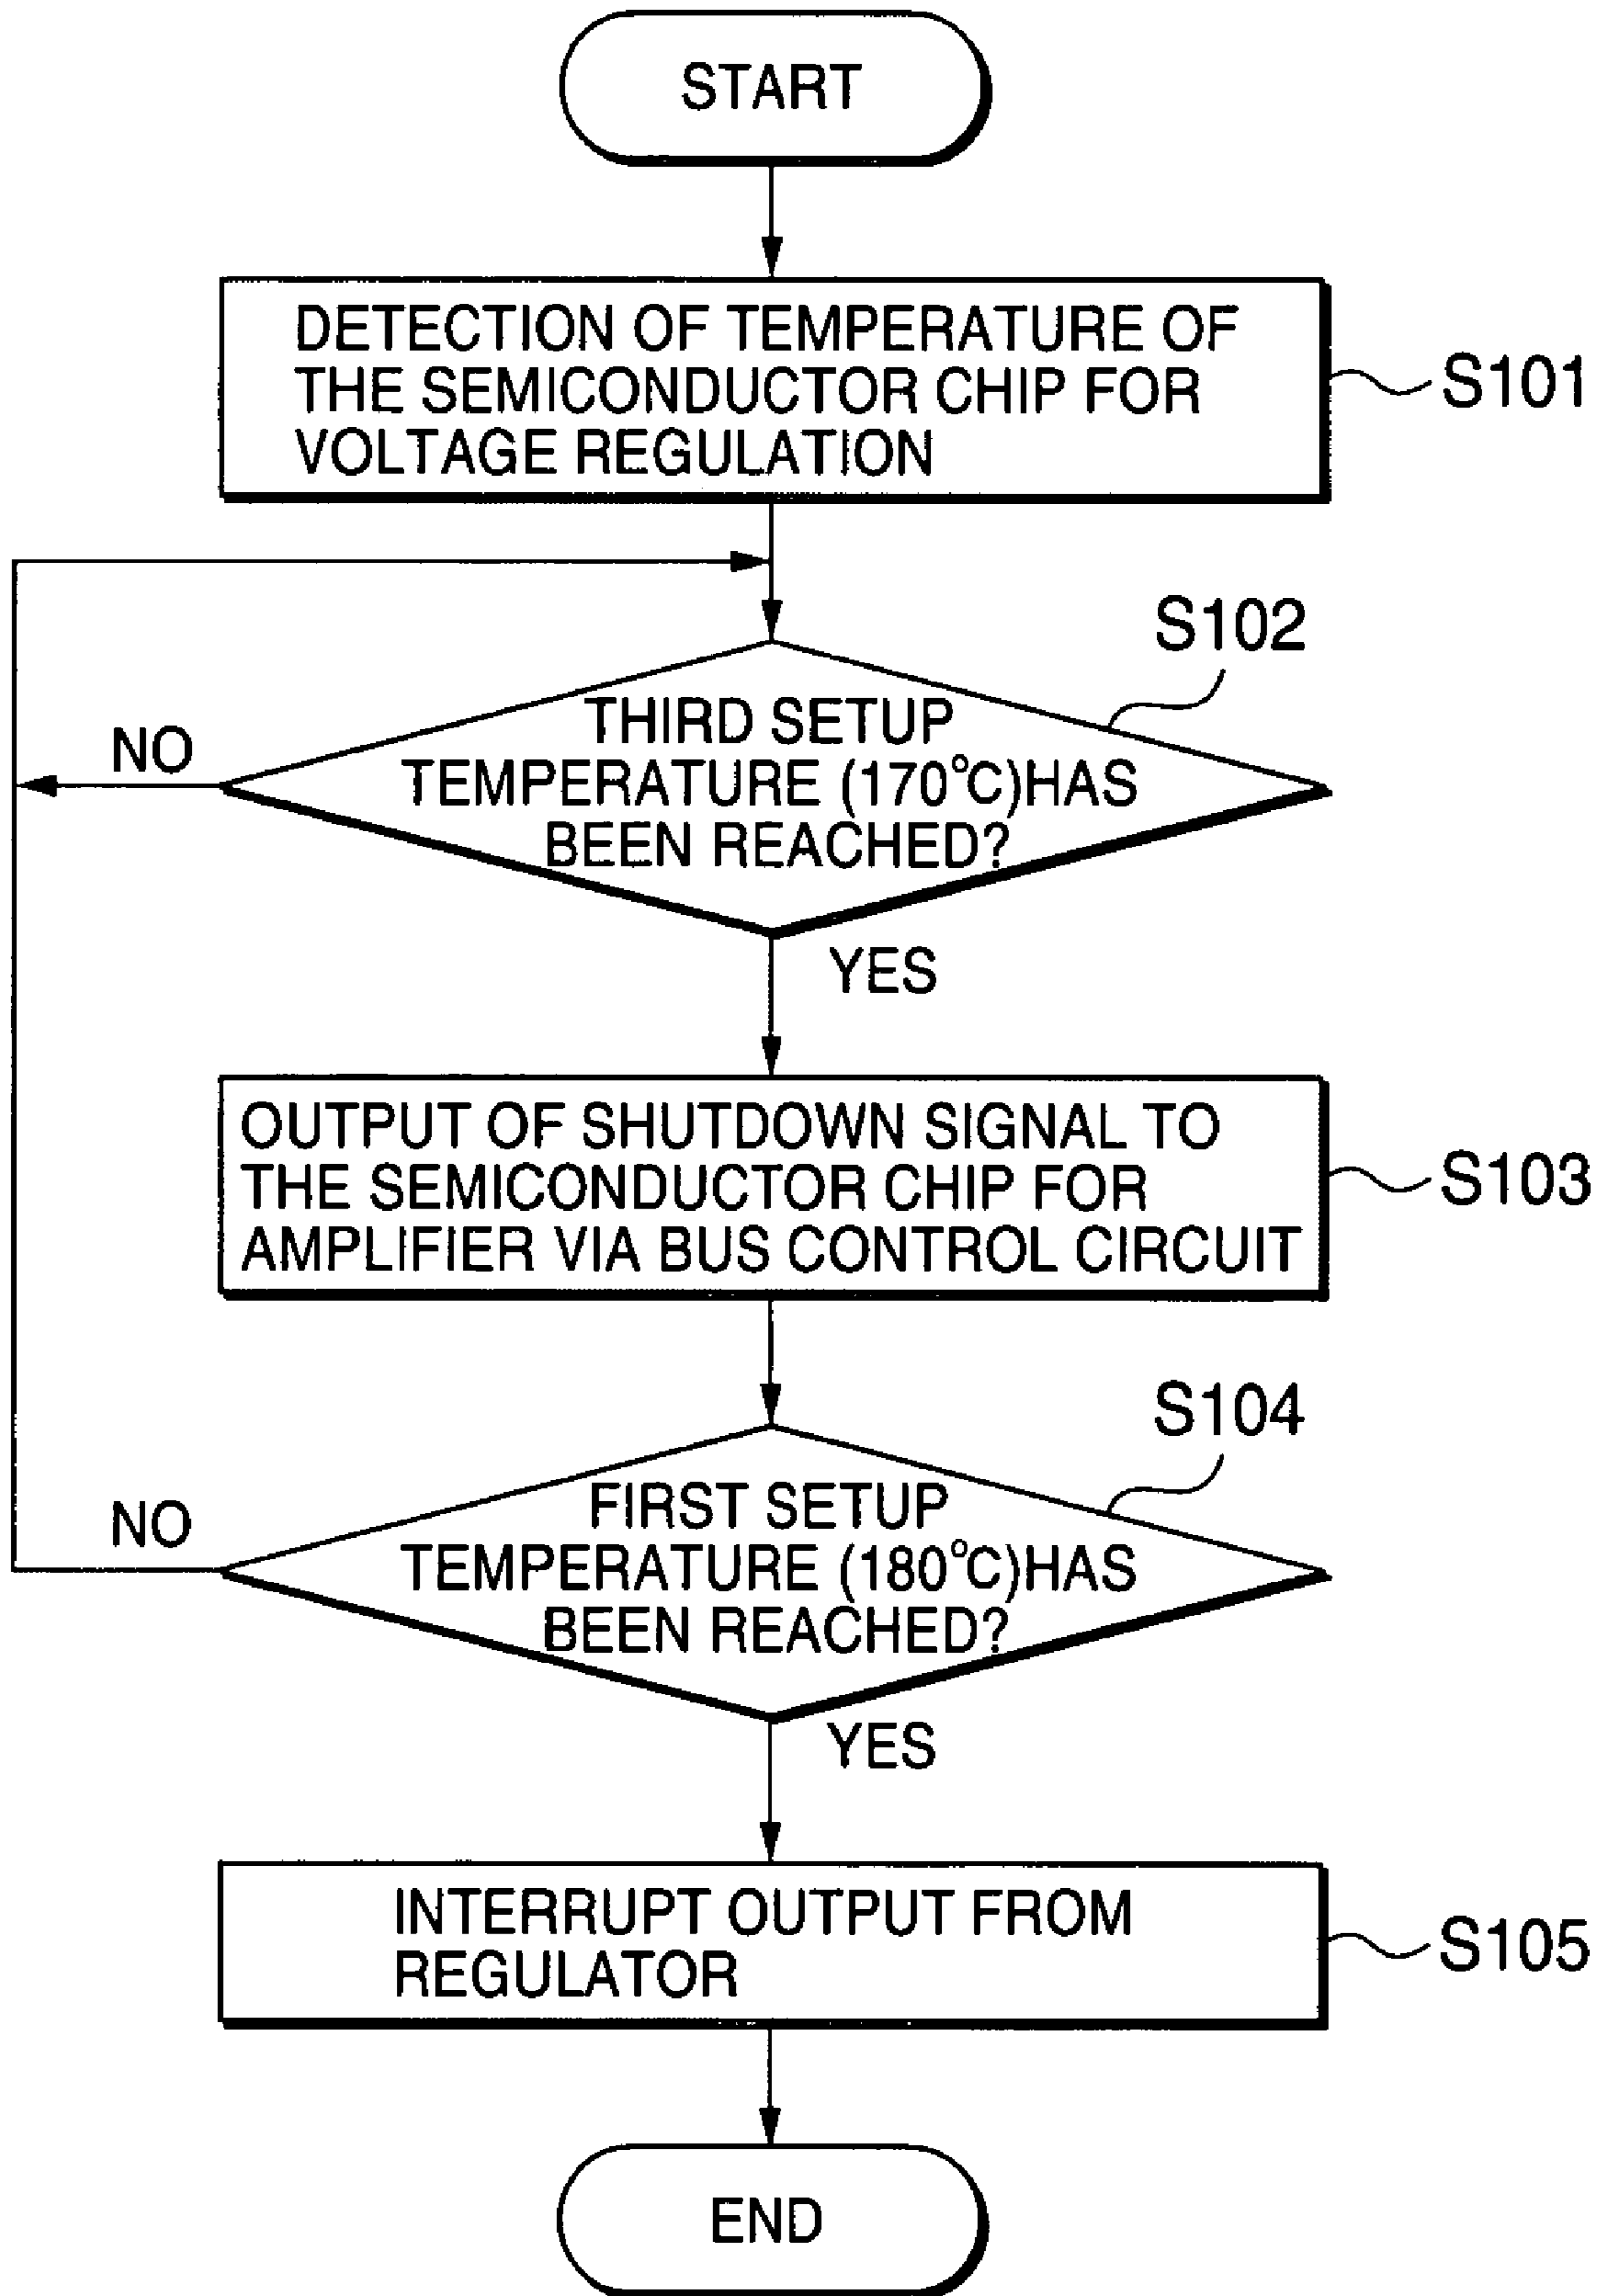 START
DETECTION OF TEMPERATURE OF
THE SEMICONDUCTOR CHIP FOR
VOLTAGE REGULATION
S101
S102
THIRD SETUP
TEMPERATURE (170°C)HAS
BEEN REACHED?
NO
YES
OUTPUT OF SHUTDOWN SIGNAL TO
THE SEMICONDUCTOR CHIP FOR
AMPLIFIER VIA BUS CONTROL CIRCUIT
S103
S104
FIRST SETUP
TEMPERATURE (180°C)HAS
BEEN REACHED?
NO
YES
INTERRUPT OUTPUT FROM
REGULATOR
S105
END